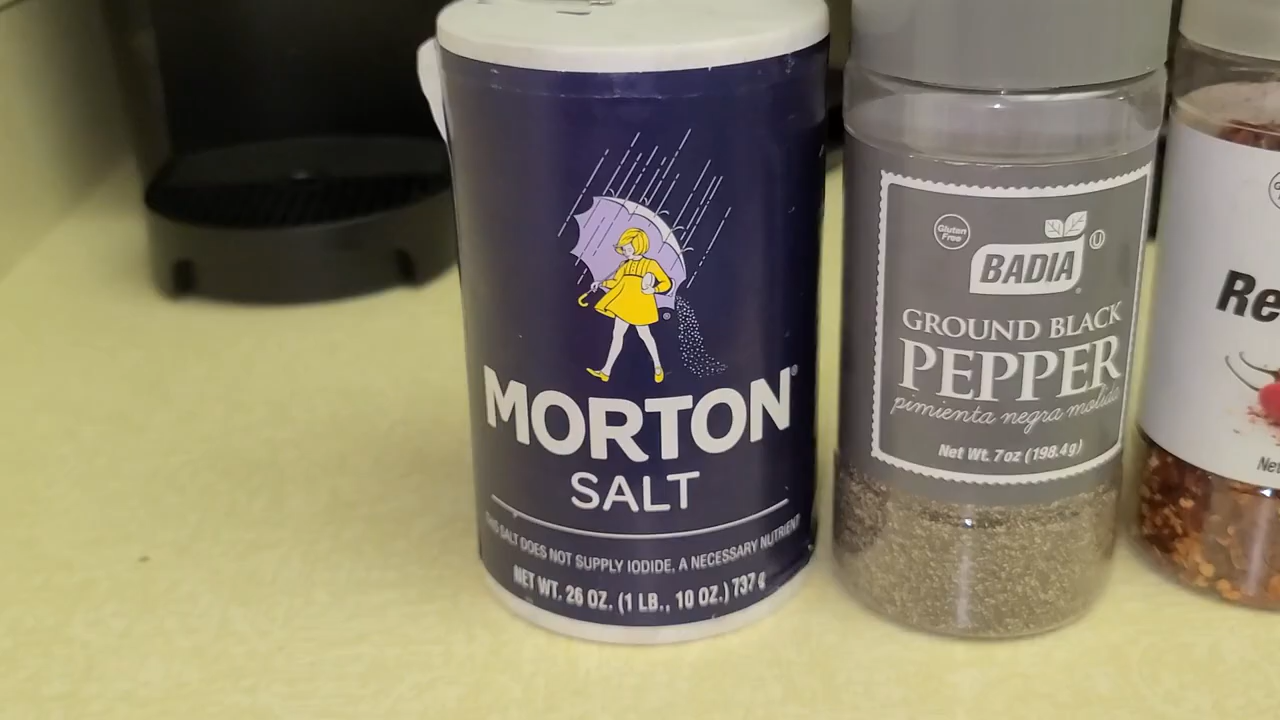 MORTON®
SALT
THIS SALT DOES NOT SUPPLY IODIDE, A NECESSARY NUTRIENT
NET WT. 26 OZ. (1 LB., 10 OZ.) 737 g
Gluten
Free
BADIA®
U
GROUND BLACK
PEPPER
pimienta negra molida
Net Wt. 7oz (198.4g)
Re
Net